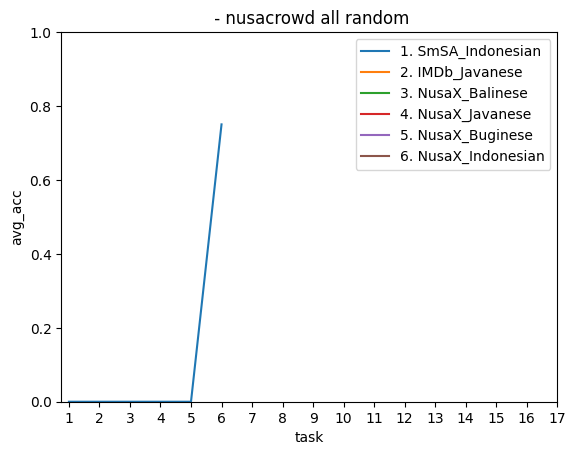 - nusacrowd all random
1.0
0.8
0.6
0.4
0.2
0.0
avg_acc
1. SmSA_Indonesian
2. IMDb_Javanese
3. NusaX_Balinese
4. NusaX_Javanese
5. NusaX_Buginese
6. NusaX_Indonesian
1 2 3 4 5 6 7 8 9 10 11 12 13 14 15 16 17
task